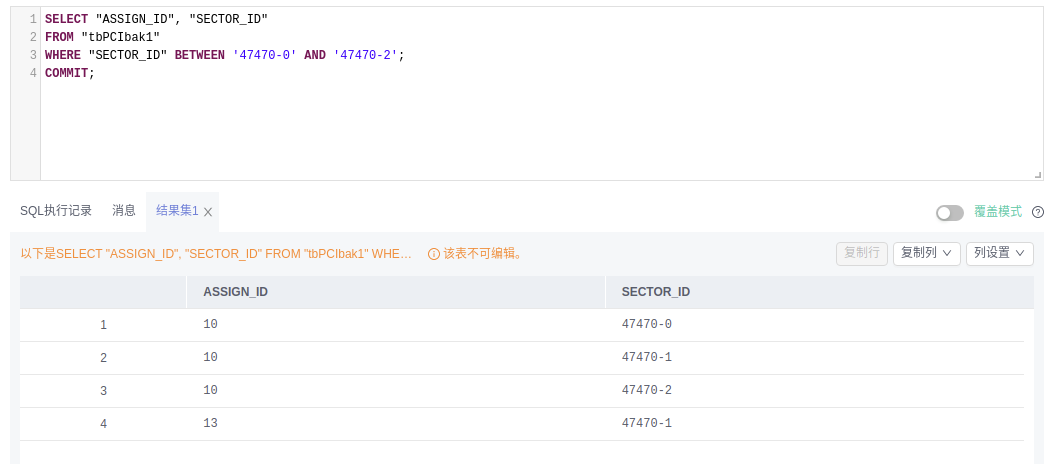 1 SELECT "ASSIGN_ID", "SECTOR_ID"
2 FROM "tbPCIbak1"
3 WHERE "SECTOR_ID" BETWEEN '47470-0' AND '47470-2';
4 COMMIT;
SQL执行记录 消息 结果集1 覆盖模式
以下是SELECT "ASSIGN_ID", "SECTOR_ID" FROM "tbPCIbak1" WHE... 该表不可编辑。 复制行 复制列 列设置
ASSIGN_ID SECTOR_ID
1 10 47470-0
2 10 47470-1
3 10 47470-2
4 13 47470-1